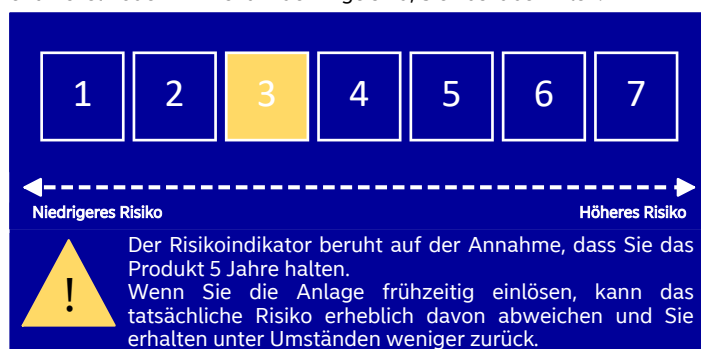 1 2 3 4 5 6 7
Niedrigeres Risiko Höheres Risiko
Der Risikoindikator beruht auf der Annahme, dass Sie das
Produkt 5 Jahre halten.
!
Wenn Sie die Anlage frühzeitig einlösen, kann das
tatsächliche Risiko erheblich davon abweichen und Sie
erhalten unter Umständen weniger zurück.